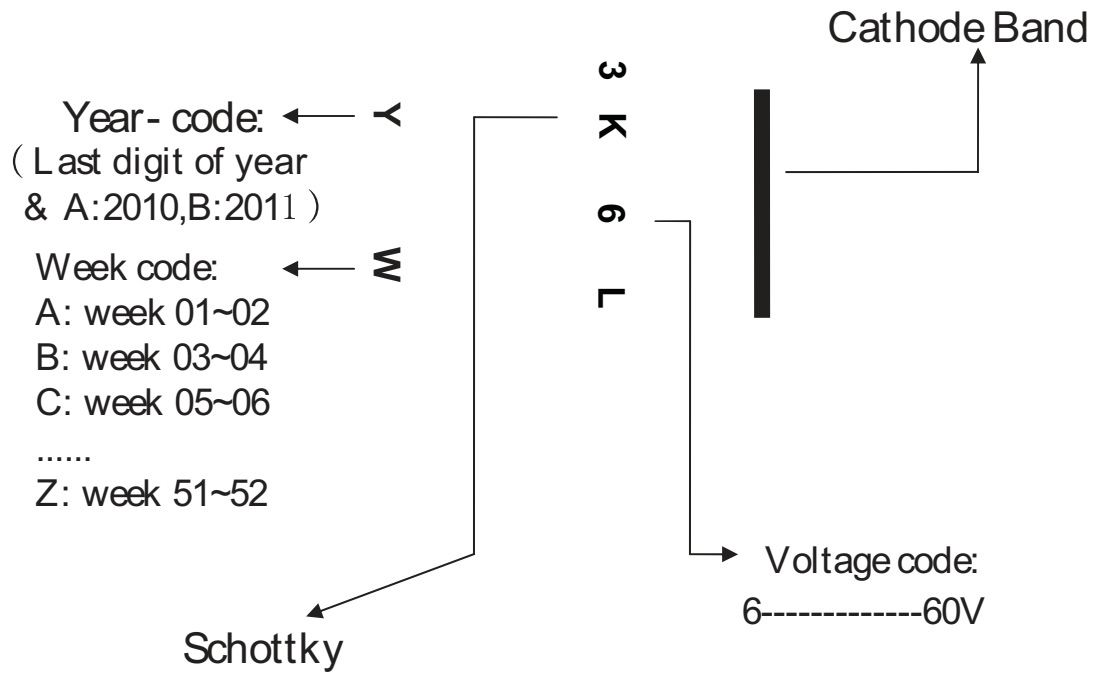 Cathode Band
3
K
6
L
Y
W
Year- code:
（Last digit of year
& A:2010,B:2011）
Week code:
A: week 01~02
B: week 03~04
C: week 05~06
......
Z: week 51~52
Schottky
Voltage code:
6-------------60V